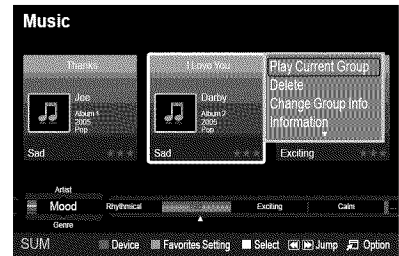 Music
Thanks
Joe
Album 1
2005
Pop
Sad
I Love You
Darby
Album 2
2005
Pop
Sad
Play Current Group
Delete
Change Group Info
Information
Exciting
Artist
Mood Rhythmical Exciting Calm
Genre
SUM Device Favorites Setting Select Jump Option